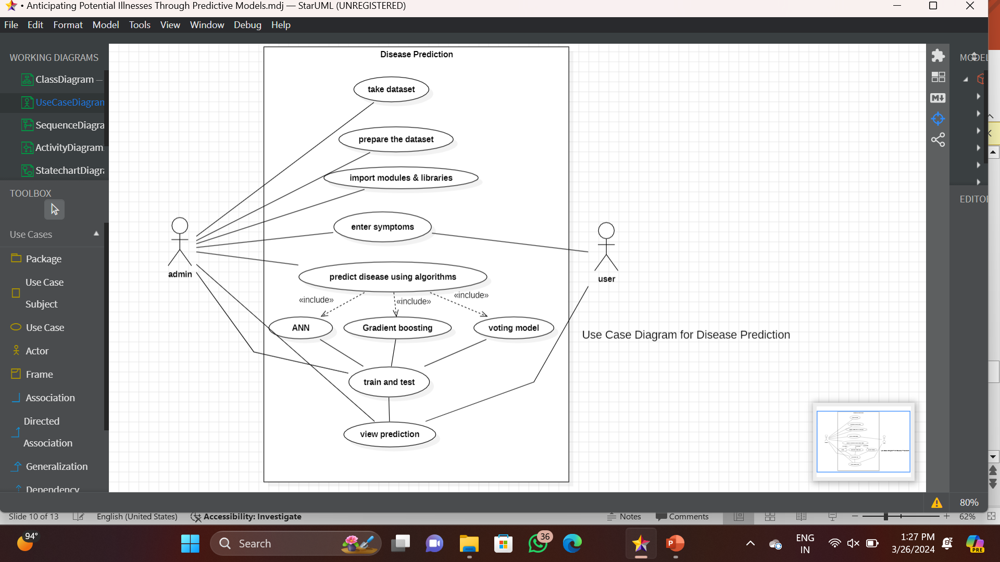 • Anticipating Potential Illnesses Through Predictive Models.mdj — StarUML (UNREGISTERED)
File Edit Format Model Tools View Window Debug Help
WORKING DIAGRAMS
ClassDiagram —
UseCaseDiagran
SequenceDiagra
ActivityDiagram
StatechartDiagra
TOOLBOX
Use Cases
Package
Use Case
Subject
Use Case
Actor
Frame
Association
Directed
Association
Generalization
Dependency
Disease Prediction
take dataset
prepare the dataset
import modules & libraries
enter symptoms
predict disease using algorithms
«include»
«include»
«include»
ANN
Gradient boosting
voting model
train and test
view prediction
admin
user
Use Case Diagram for Disease Prediction
M
MODEL
EDITOR
80%
Slide 10 of 13
English (United States)
Accessibility: Investigate
Notes
Comments
62%
94°
Search
36
P
ENG
IN
1:27 PM
3/26/2024
PRE